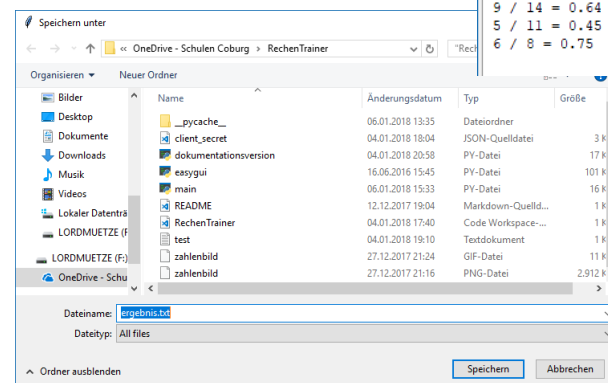 9 / 14 = 0.64
5 / 11 = 0.45
6 / 8 = 0.75
Speichern unter
« OneDrive - Schulen Coburg > RechenTrainer
Organisieren Neuer Ordner
Name Änderungsdatum Typ Größe
Bilder
Desktop
Dokumente
Downloads
Musik
Videos
Lokaler Datenträ
LORDMUETZE (F
LORDMUETZE (F:)
OneDrive - Schu
__pycache__ 06.01.2018 13:35 Dateiordner
client_secret 04.01.2018 18:04 JSON-Quelldatei 3 K
dokumentationsversion 04.01.2018 20:58 PY-Datei 17 K
easygui 16.06.2016 15:45 PY-Datei 101 K
main 06.01.2018 15:33 PY-Datei 16 K
README 12.12.2017 19:04 Markdown-Quelld... 1 K
RechenTrainer 04.01.2018 17:40 Code Workspace-... 1 K
test 04.01.2018 19:10 Textdokument 1 K
zahlenbild 27.12.2017 21:24 GIF-Datei 11 K
zahlenbild 27.12.2017 21:16 PNG-Datei 2.912 K
Dateiname: ergebnis.txt
Dateityp: All files
Ordner ausblenden Speichern Abbrechen